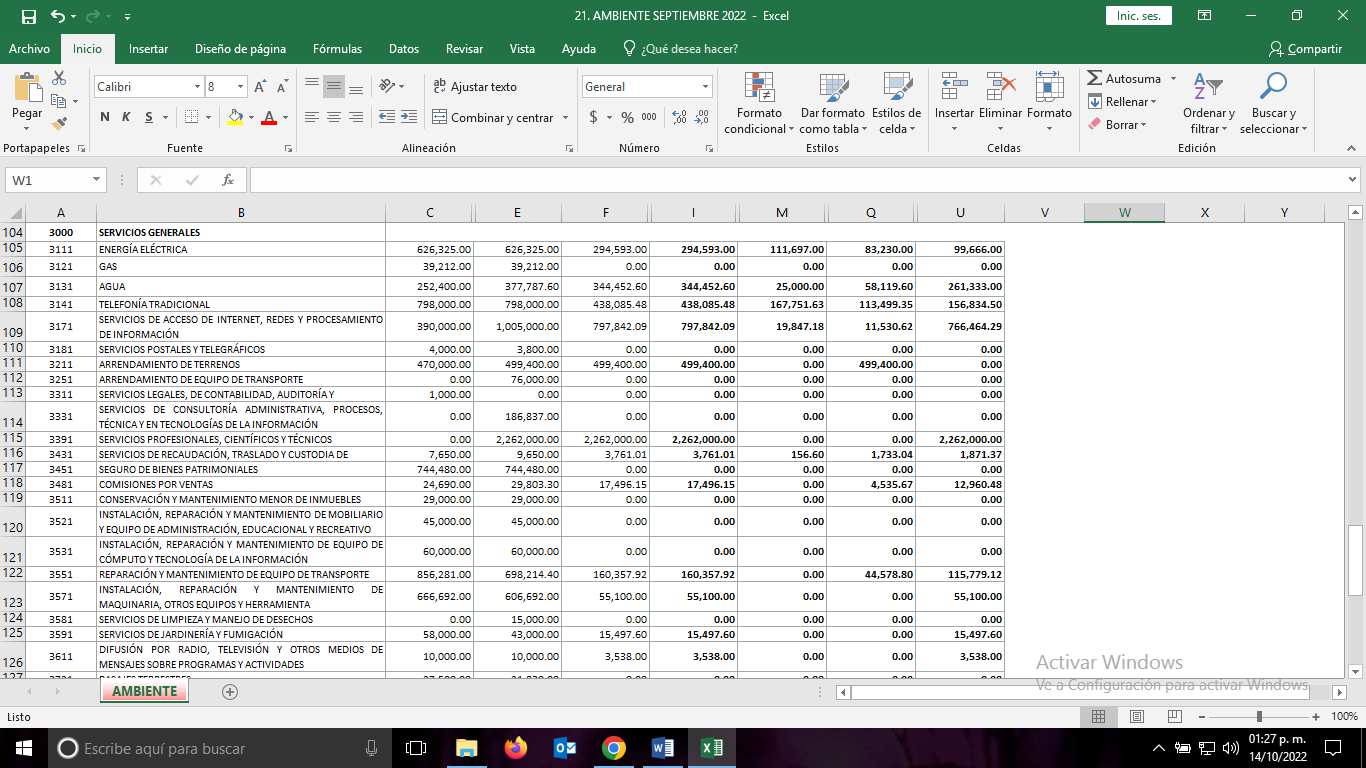 21. AMBIENTE SEPTIEMBRE 2022 - Excel
Inic. ses.
Archivo Inicio Insertar Diseño de página Fórmulas Datos Revisar Vista Ayuda ¿Qué desea hacer? Compartir
Calibri 8 Ajustar texto General Autosuma
Pegar Rellenar
N K S Combinar y centrar $ % 000 Formato condicional Dar formato como tabla Estilos de celda Insertar Eliminar Formato Borrar Ordenar y filtrar Buscar y seleccionar
Portapapeles Fuente Alineación Número Estilos Celdas Edición
W1 fx
A B C E F I M Q U V W X Y
104 3000 SERVICIOS GENERALES
105 3111 ENERGÍA ELÉCTRICA 626,325.00 626,325.00 294,593.00 294,593.00 111,697.00 83,230.00 99,666.00
106 3121 GAS 39,212.00 39,212.00 0.00 0.00 0.00 0.00 0.00
107 3131 AGUA 252,400.00 377,787.60 344,452.60 344,452.60 25,000.00 58,119.60 261,333.00
108 3141 TELEFONÍA TRADICIONAL 798,000.00 798,000.00 438,085.48 438,085.48 167,751.63 113,499.35 156,834.50
109 3171 SERVICIOS DE ACCESO DE INTERNET, REDES Y PROCESAMIENTO
DE INFORMACIÓN 390,000.00 1,005,000.00 797,842.09 797,842.09 19,847.18 11,530.62 766,464.29
110 3181 SERVICIOS POSTALES Y TELEGRÁFICOS 4,000.00 3,800.00 0.00 0.00 0.00 0.00 0.00
111 3211 ARRENDAMIENTO DE TERRENOS 470,000.00 499,400.00 499,400.00 499,400.00 0.00 499,400.00 0.00
112 3251 ARRENDAMIENTO DE EQUIPO DE TRANSPORTE 0.00 76,000.00 0.00 0.00 0.00 0.00 0.00
113 3311 SERVICIOS LEGALES, DE CONTABILIDAD, AUDITORÍA Y 1,000.00 0.00 0.00 0.00 0.00 0.00 0.00
114 3331 SERVICIOS DE CONSULTORÍA ADMINISTRATIVA, PROCESOS,
TÉCNICA Y EN TECNOLOGÍAS DE LA INFORMACIÓN 0.00 186,837.00 0.00 0.00 0.00 0.00 0.00
115 3391 SERVICIOS PROFESIONALES, CIENTÍFICOS Y TÉCNICOS 0.00 2,262,000.00 2,262,000.00 2,262,000.00 0.00 0.00 2,262,000.00
116 3431 SERVICIOS DE RECAUDACIÓN, TRASLADO Y CUSTODIA DE 7,650.00 9,650.00 3,761.01 3,761.01 156.60 1,733.04 1,871.37
117 3451 SEGURO DE BIENES PATRIMONIALES 744,480.00 744,480.00 0.00 0.00 0.00 0.00 0.00
118 3481 COMISIONES POR VENTAS 24,690.00 29,803.30 17,496.15 17,496.15 0.00 4,535.67 12,960.48
119 3511 CONSERVACIÓN Y MANTENIMIENTO MENOR DE INMUEBLES 29,000.00 29,000.00 0.00 0.00 0.00 0.00 0.00
120 3521 INSTALACIÓN, REPARACIÓN Y MANTENIMIENTO DE MOBILIARIO
Y EQUIPO DE ADMINISTRACIÓN, EDUCACIONAL Y RECREATIVO 45,000.00 45,000.00 0.00 0.00 0.00 0.00 0.00
121 3531 INSTALACIÓN, REPARACIÓN Y MANTENIMIENTO DE EQUIPO DE
CÓMPUTO Y TECNOLOGÍA DE LA INFORMACIÓN 60,000.00 60,000.00 0.00 0.00 0.00 0.00 0.00
122 3551 REPARACIÓN Y MANTENIMIENTO DE EQUIPO DE TRANSPORTE 856,281.00 698,214.40 160,357.92 160,357.92 0.00 44,578.80 115,779.12
123 3571 INSTALACIÓN, REPARACIÓN Y MANTENIMIENTO DE
MAQUINARIA, OTROS EQUIPOS Y HERRAMIENTA 666,692.00 606,692.00 55,100.00 55,100.00 0.00 0.00 55,100.00
124 3581 SERVICIOS DE LIMPIEZA Y MANEJO DE DESECHOS 0.00 15,000.00 0.00 0.00 0.00 0.00 0.00
125 3591 SERVICIOS DE JARDINERÍA Y FUMIGACIÓN 58,000.00 43,000.00 15,497.60 15,497.60 0.00 0.00 15,497.60
126 3611 DIFUSIÓN POR RADIO, TELEVISIÓN Y OTROS MEDIOS DE
MENSAJES SOBRE PROGRAMAS Y ACTIVIDADES 10,000.00 10,000.00 3,538.00 3,538.00 0.00 0.00 3,538.00
Activar Windows
Ve a Configuración para activar Windows.
AMBIENTE
Listo 100%
Escribe aquí para buscar
01:27 p. m.
14/10/2022